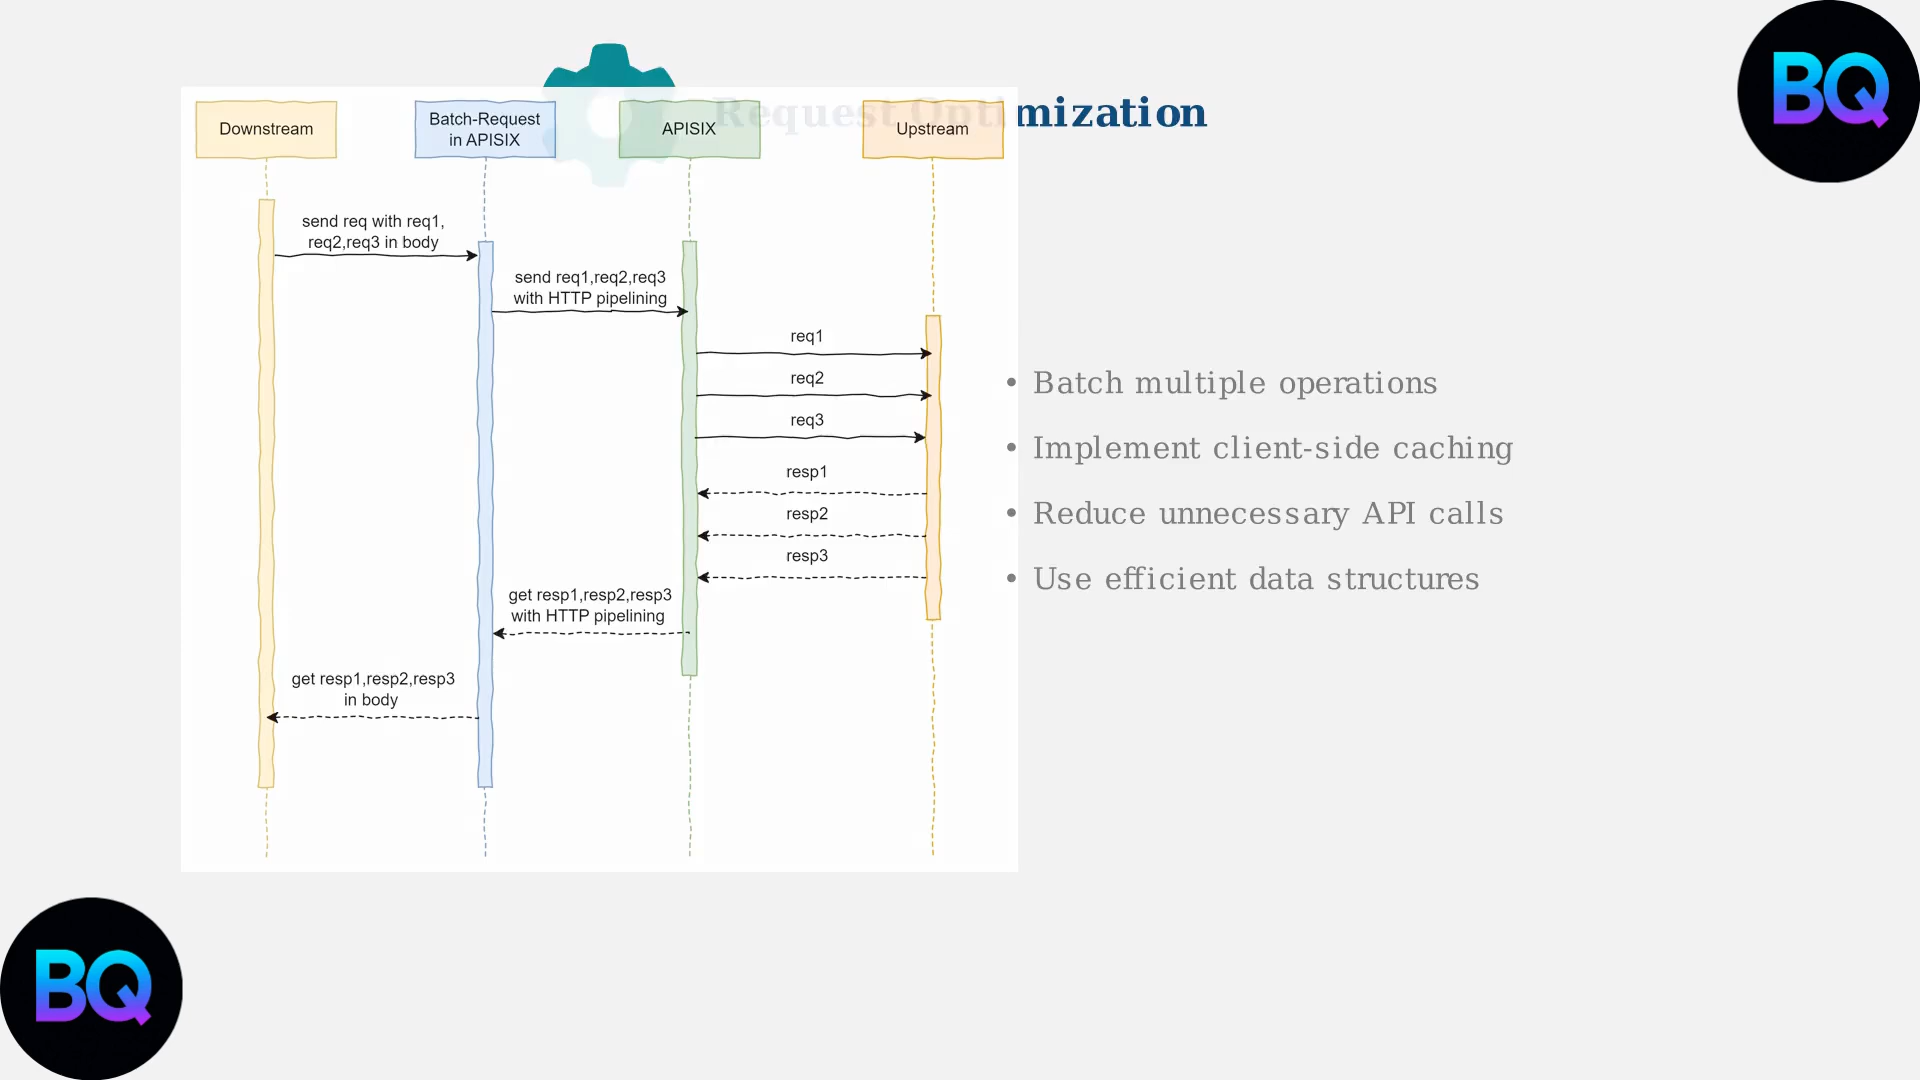 Request Optimization
BQ
Downstream
Batch-Request
in APISIX
APISIX
Upstream
send req with req1,
req2,req3 in body
send req1,req2,req3
with HTTP pipelining
req1
req2
req3
resp1
resp2
resp3
get resp1,resp2,resp3
with HTTP pipelining
get resp1,resp2,resp3
in body
• Batch multiple operations
• Implement client-side caching
• Reduce unnecessary API calls
• Use efficient data structures
BQ